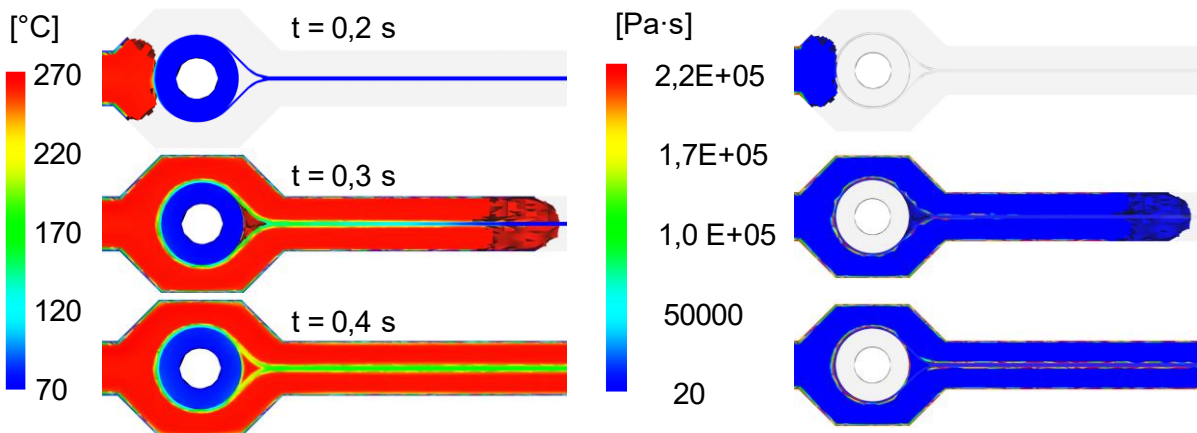 [°C]
270
220
170
120
70
t = 0,2 s
t = 0,3 s
t = 0,4 s
[Pa·s]
2,2E+05
1,7E+05
1,0 E+05
50000
20